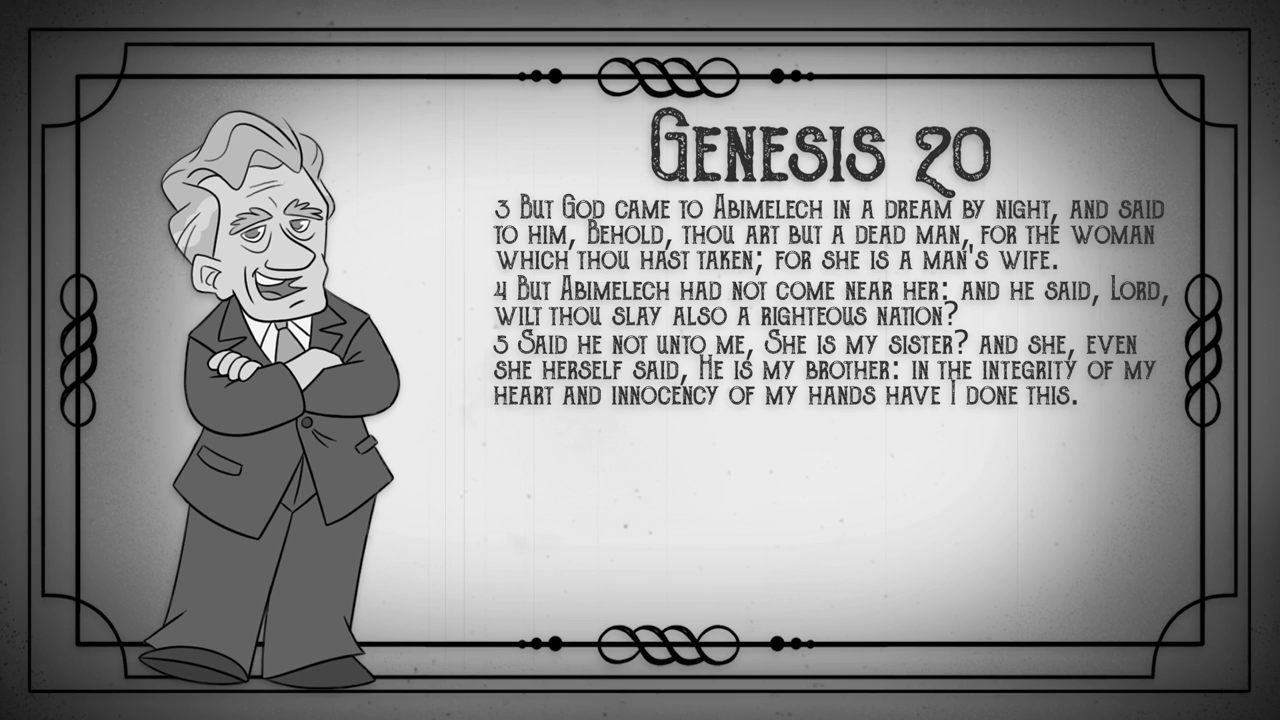 Genesis 20
3 But God came to Abimelech in a dream by night, and said
to him, Behold, thou art but a dead man, for the woman
which thou hast taken; for she is a man's wife.
4 But Abimelech had not come near her: and he said, Lord,
wilt thou slay also a righteous nation?
5 Said he not unto me, She is my sister? and she, even
she herself said, He is my brother: in the integrity of my
heart and innocency of my hands have I done this.